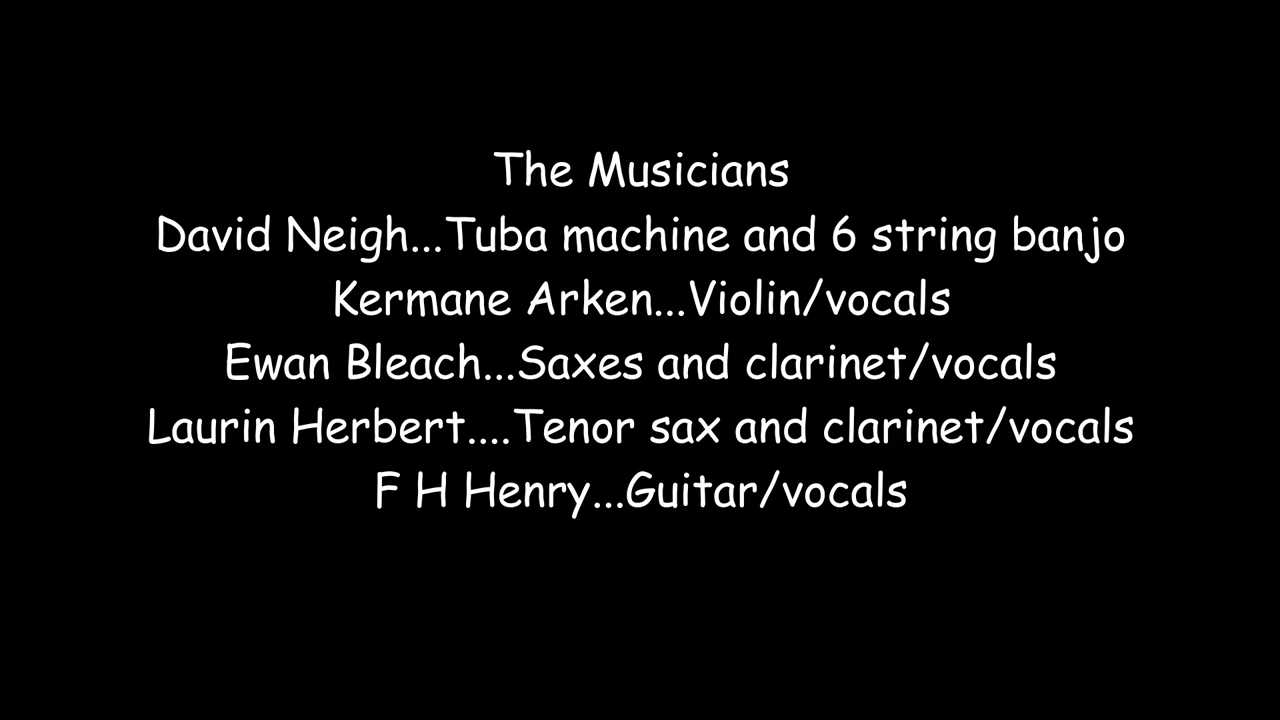 The Musicians
David Neigh...Tuba machine and 6 string banjo
Kermane Arken...Violin/vocals
Ewan Bleach...Saxes and clarinet/vocals
Laurin Herbert....Tenor sax and clarinet/vocals
F H Henry...Guitar/vocals